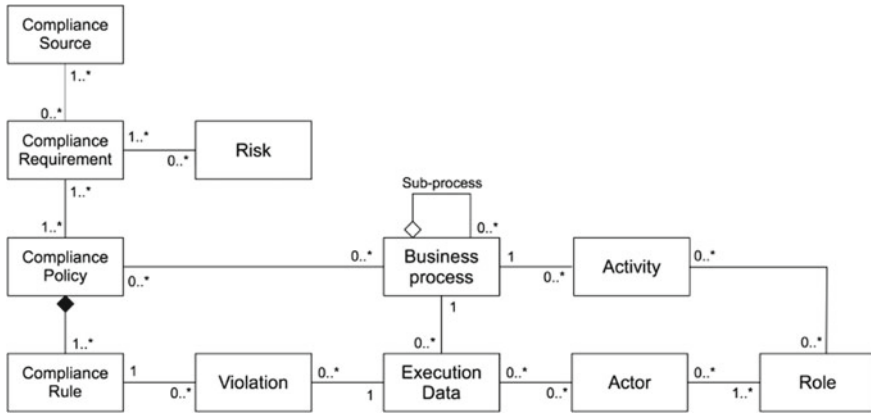 Compliance
Source
1..*
0..*
Compliance
Requirement
1..*
0..*
Risk
1..*
1..*
Sub-process
0..*
Compliance
Policy
0..*
0..*
Business
process
1
0..*
Activity
0..*
1
1..*
0..*
0..*
Compliance
Rule
1
0..*
Violation
0..*
1
Execution
Data
0..*
0..*
Actor
0..*
1..*
Role